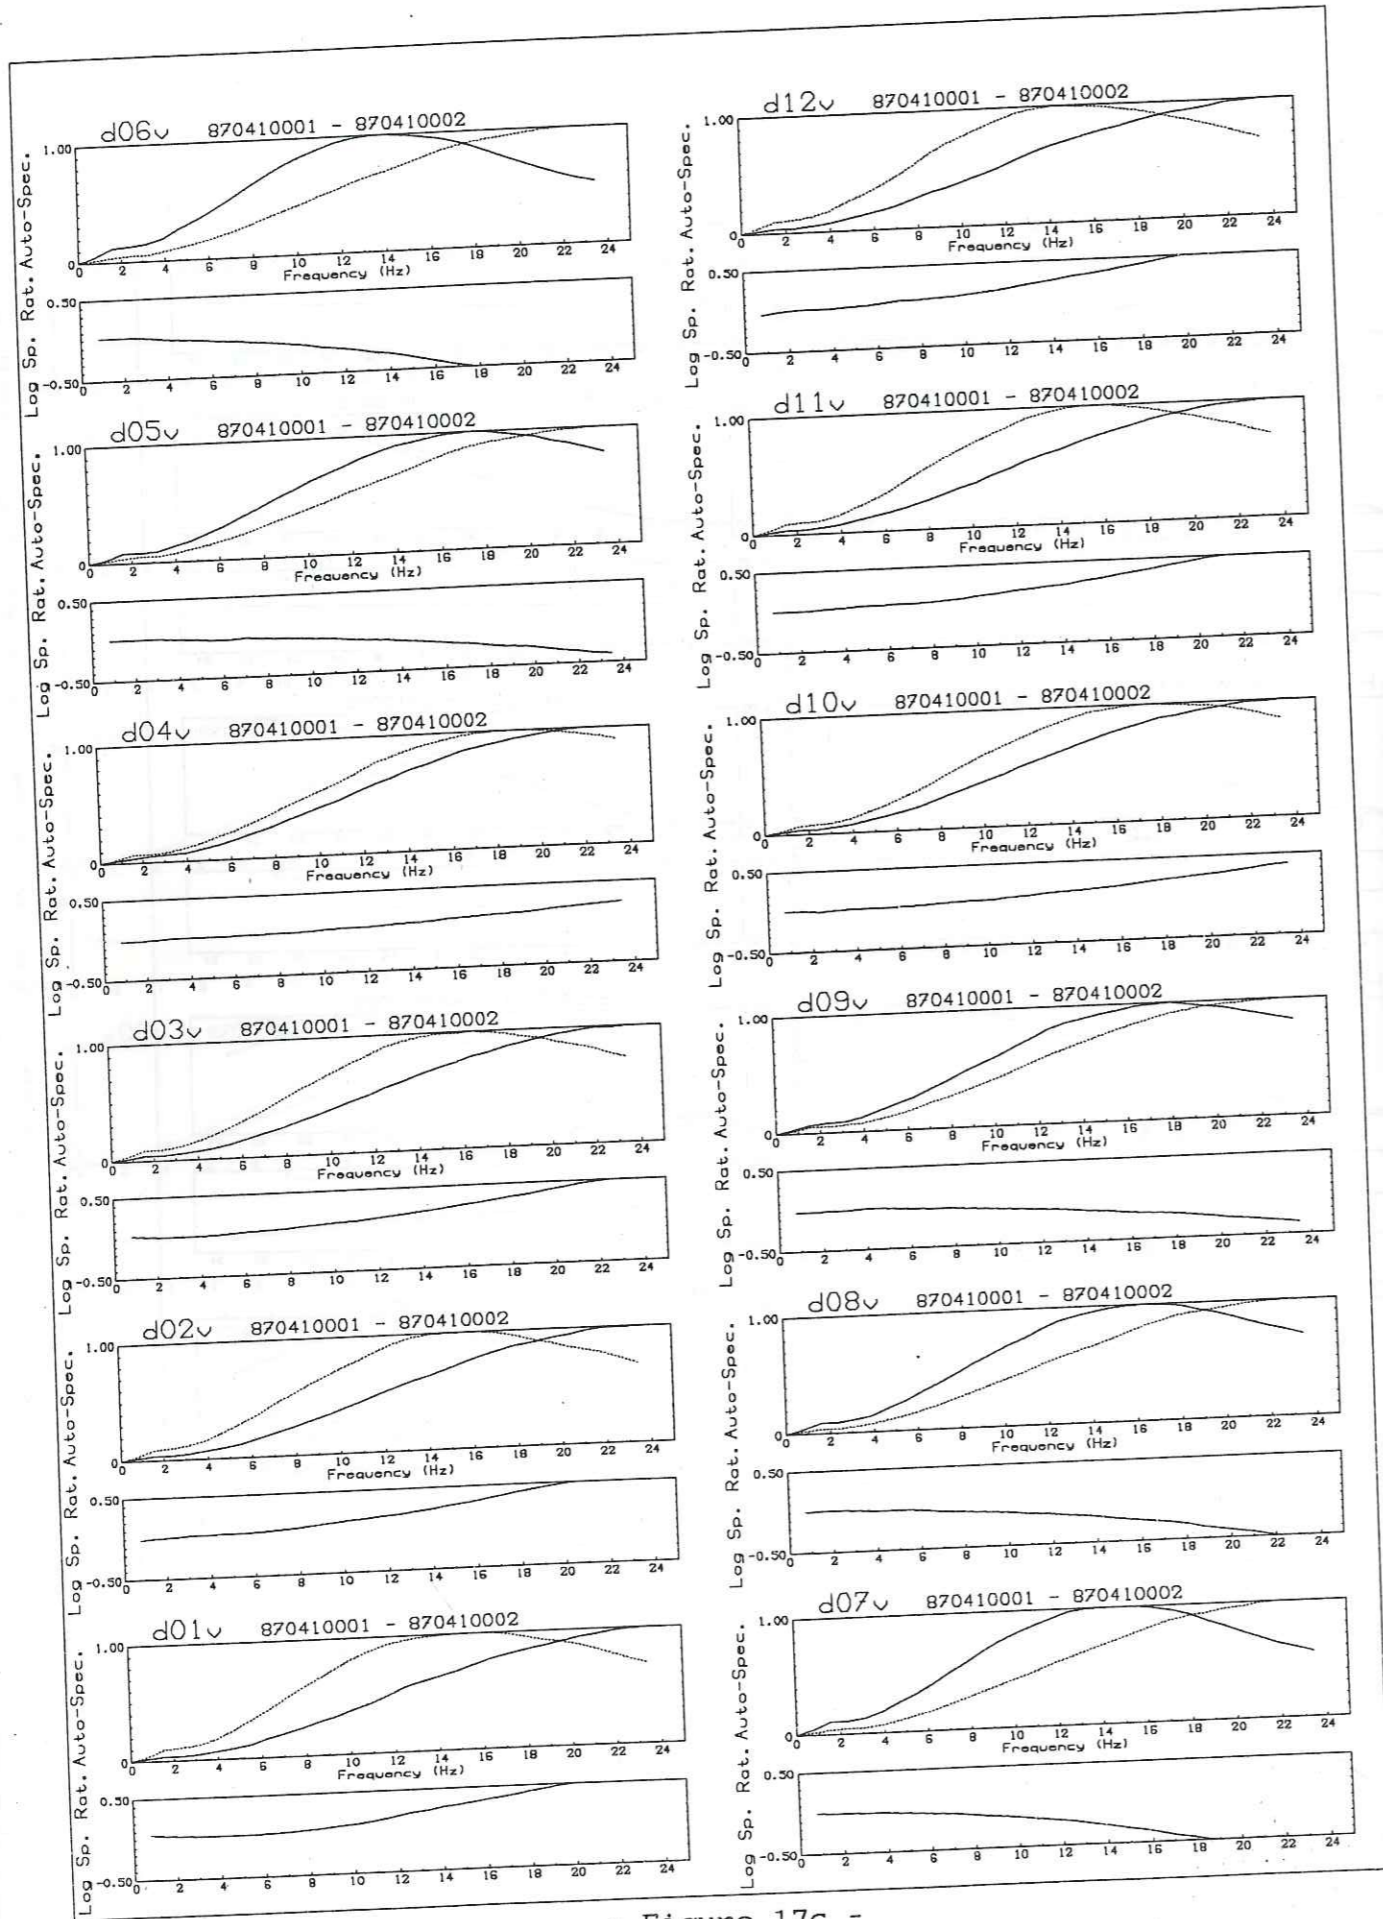 d06v 870410001 - 870410002
Auto-Spec.
1.00
0
0 2 4 6 8 10 12 14 16 18 20 22 24
Frequency (Hz)
Log Sp. Rat.
0.50
-0.50
0 2 4 6 8 10 12 14 16 18 20 22 24
d05v 870410001 - 870410002
Auto-Spec.
1.00
0
0 2 4 6 8 10 12 14 16 18 20 22 24
Frequency (Hz)
Log Sp. Rat.
0.50
-0.50
0 2 4 6 8 10 12 14 16 18 20 22 24
d04v 870410001 - 870410002
Auto-Spec.
1.00
0
0 2 4 6 8 10 12 14 16 18 20 22 24
Frequency (Hz)
Log Sp. Rat.
0.50
-0.50
0 2 4 6 8 10 12 14 16 18 20 22 24
d03v 870410001 - 870410002
Auto-Spec.
1.00
0
0 2 4 6 8 10 12 14 16 18 20 22 24
Frequency (Hz)
Log Sp. Rat.
0.50
-0.50
0 2 4 6 8 10 12 14 16 18 20 22 24
d02v 870410001 - 870410002
Auto-Spec.
1.00
0
0 2 4 6 8 10 12 14 16 18 20 22 24
Frequency (Hz)
Log Sp. Rat.
0.50
-0.50
0 2 4 6 8 10 12 14 16 18 20 22 24
d01v 870410001 - 870410002
Auto-Spec.
1.00
0
0 2 4 6 8 10 12 14 16 18 20 22 24
Frequency (Hz)
Log Sp. Rat.
0.50
-0.50
0 2 4 6 8 10 12 14 16 18 20 22 24
d12v 870410001 - 870410002
Auto-Spec.
1.00
0
0 2 4 6 8 10 12 14 16 18 20 22 24
Frequency (Hz)
Log Sp. Rat.
0.50
-0.50
0 2 4 6 8 10 12 14 16 18 20 22 24
d11v 870410001 - 870410002
Auto-Spec.
1.00
0
0 2 4 6 8 10 12 14 16 18 20 22 24
Frequency (Hz)
Log Sp. Rat.
0.50
-0.50
0 2 4 6 8 10 12 14 16 18 20 22 24
d10v 870410001 - 870410002
Auto-Spec.
1.00
0
0 2 4 6 8 10 12 14 16 18 20 22 24
Frequency (Hz)
Log Sp. Rat.
0.50
-0.50
0 2 4 6 8 10 12 14 16 18 20 22 24
d09v 870410001 - 870410002
Auto-Spec.
1.00
0
0 2 4 6 8 10 12 14 16 18 20 22 24
Frequency (Hz)
Log Sp. Rat.
0.50
-0.50
0 2 4 6 8 10 12 14 16 18 20 22 24
d08v 870410001 - 870410002
Auto-Spec.
1.00
0
0 2 4 6 8 10 12 14 16 18 20 22 24
Frequency (Hz)
Log Sp. Rat.
0.50
-0.50
0 2 4 6 8 10 12 14 16 18 20 22 24
d07v 870410001 - 870410002
Auto-Spec.
1.00
0
0 2 4 6 8 10 12 14 16 18 20 22 24
Frequency (Hz)
Log Sp. Rat.
0.50
-0.50
0 2 4 6 8 10 12 14 16 18 20 22 24
- Figure 17c -